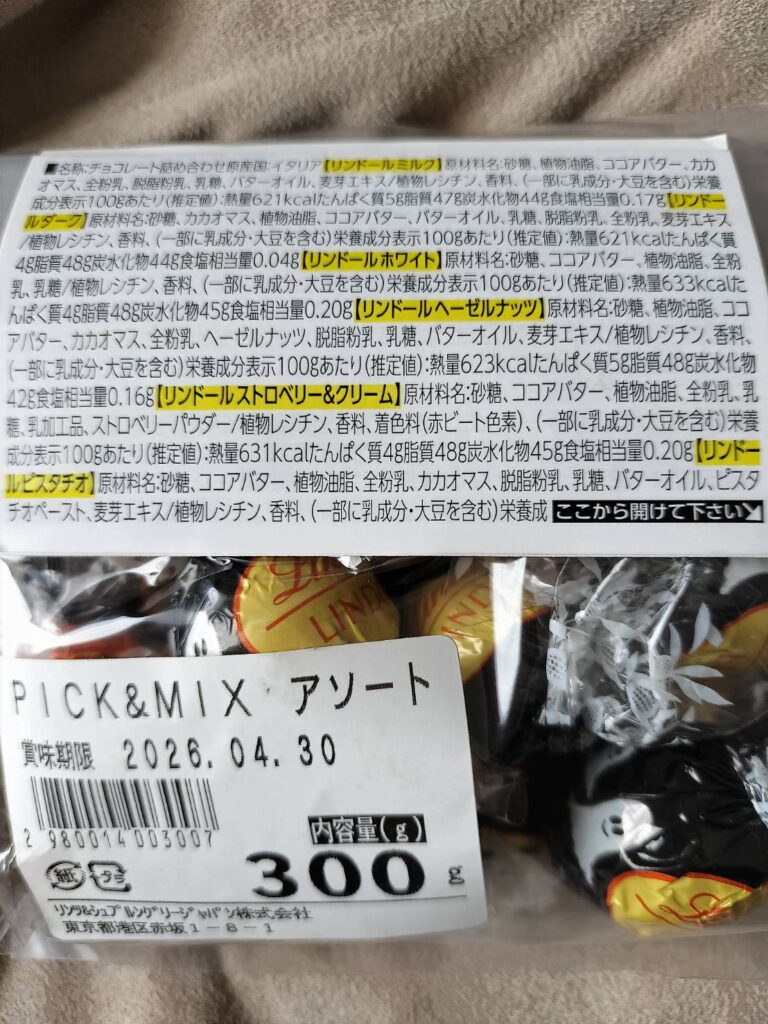 ■名称:チョコレート詰め合わせ原産国:イタリア【リンドールミルク】原材料名:砂糖、植物油脂、ココアバター、カカ
オマス、全粉乳、脱脂粉乳、乳糖、バターオイル、麦芽エキス/植物レシチン、香料、(一部に乳成分・大豆を含む)栄養
成分表示100gあたり(推定値):熱量621kcalたんぱく質5g脂質47g炭水化物44g食塩相当量0.17g【リンド
ールダーク】原材料名:砂糖、カカオマス、植物油脂、ココアバター、バターオイル、乳糖、脱脂粉乳、全粉乳、麦芽エキス
/植物レシチン、香料、(一部に乳成分・大豆を含む)栄養成分表示100gあたり(推定値):熱量621kcalたんぱく質
4g脂質48g炭水化物44g食塩相当量0.04g【リンドールホワイト】原材料名:砂糖、ココアバター、植物油脂、全粉
乳、乳糖/植物レシチン、香料、(一部に乳成分・大豆を含む)栄養成分表示100gあたり(推定値):熱量633kcalた
んぱく質4g脂質48g炭水化物45g食塩相当量0.20g【リンドールヘーゼルナッツ】原材料名:砂糖、植物油脂、ココ
アバター、カカオマス、全粉乳、ヘーゼルナッツ、脱脂粉乳、乳糖、バターオイル、麦芽エキス/植物レシチン、香料、
(一部に乳成分・大豆を含む)栄養成分表示100gあたり(推定値):熱量623kcalたんぱく質5g脂質48g炭水化物
42g食塩相当量0.16g【リンドールストロベリー&クリーム】原材料名:砂糖、ココアバター、植物油脂、全粉乳、乳
糖、乳加工品、ストロベリーパウダー/植物レシチン、香料、着色料(赤ビート色素)、(一部に乳成分・大豆を含む)栄養
成分表示100gあたり(推定値):熱量631kcalたんぱく質4g脂質48g炭水化物45g食塩相当量0.20g【リンド
ールピスタチオ】原材料名:砂糖、ココアバター、植物油脂、全粉乳、カカオマス、脱脂粉乳、乳糖、バターオイル、ピスタ
チオペースト、麦芽エキス/植物レシチン、香料、(一部に乳成分・大豆を含む)栄養成 ここから開けて下さい
LIND
LIND
PICK&MIX アソート
賞味期限 2026.04.30
2 980014 003007
内容量(g)
300g
紙 プラ
リンツ&シュプルングリージャパン株式会社
東京都港区赤坂1-8-1